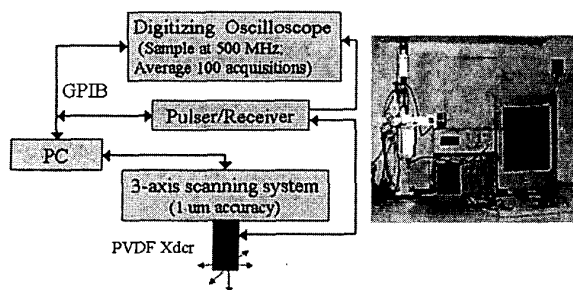 Digitizing Oscilloscope
(Sample at 500 MHz;
Average 100 acquisitions)
GPIB
Pulser/Receiver
PC
3-axis scanning system
(1 um accuracy)
PVDF Xdcr